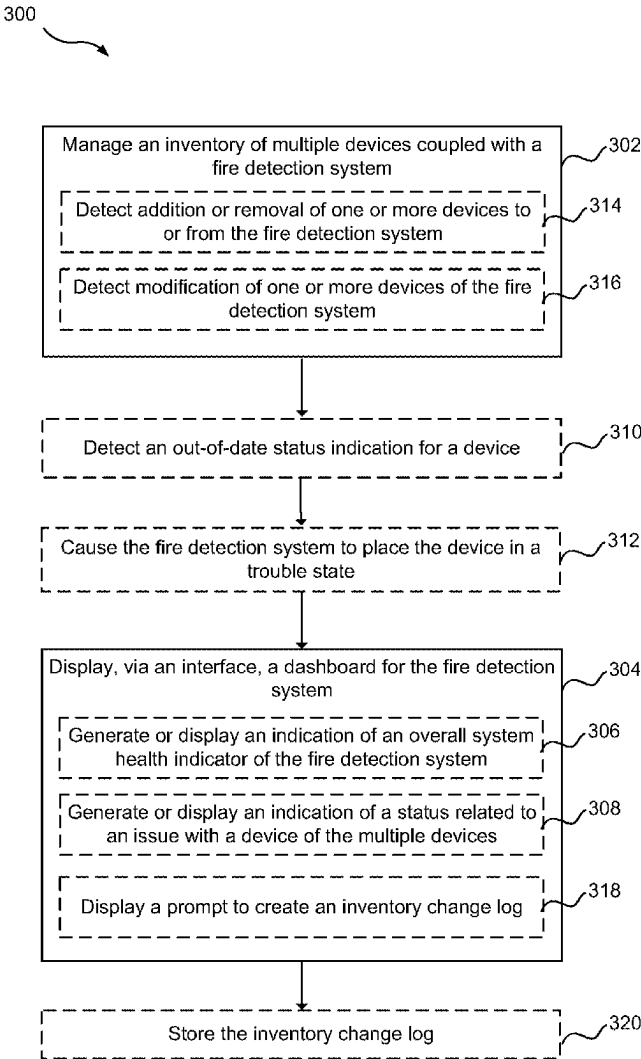 300
Manage an inventory of multiple devices coupled with a
fire detection system
302
Detect addition or removal of one or more devices to
or from the fire detection system
314
Detect modification of one or more devices of the fire
detection system
316
Detect an out-of-date status indication for a device
310
Cause the fire detection system to place the device in a
trouble state
312
Display, via an interface, a dashboard for the fire detection
system
304
Generate or display an indication of an overall system
health indicator of the fire detection system
306
Generate or display an indication of a status related to
an issue with a device of the multiple devices
308
Display a prompt to create an inventory change log
318
Store the inventory change log
320